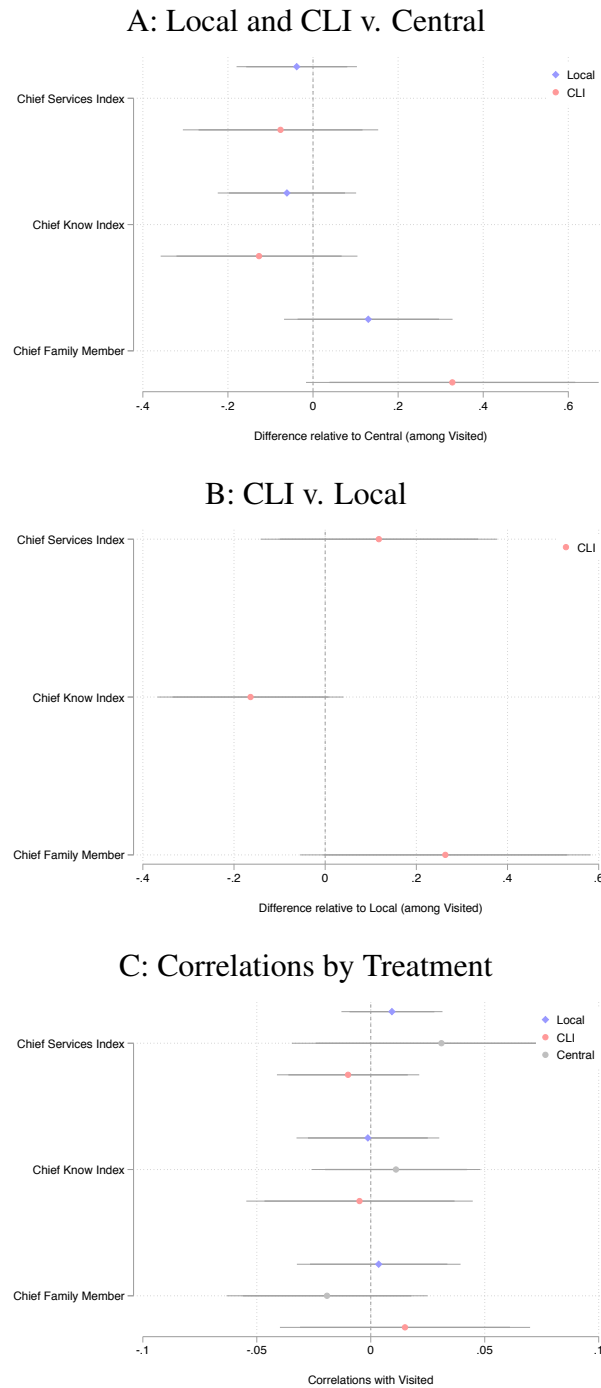 A: Local and CLI v. Central
Local
CLI
Chief Services Index
Chief Know Index
Chief Family Member
-.4 -.2 0 .2 .4 .6
Difference relative to Central (among Visited)
B: CLI v. Local
CLI
Chief Services Index
Chief Know Index
Chief Family Member
-.4 -.2 0 .2 .4 .6
Difference relative to Local (among Visited)
C: Correlations by Treatment
Local
CLI
Central
Chief Services Index
Chief Know Index
Chief Family Member
-.1 -.05 0 .05 .1
Correlations with Visited